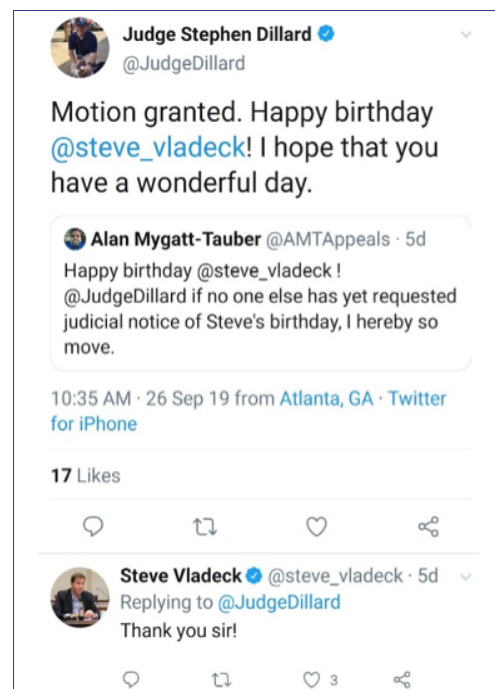 Judge Stephen Dillard
@JudgeDillard
Motion granted. Happy birthday
@steve_vladeck! I hope that you
have a wonderful day.
Alan Mygatt-Tauber @AMTAppeals · 5d
Happy birthday @steve_vladeck !
@JudgeDillard if no one else has yet requested
judicial notice of Steve's birthday, I hereby so
move.
10:35 AM · 26 Sep 19 from Atlanta, GA · Twitter
for iPhone
17 Likes
Steve Vladeck @steve_vladeck · 5d
Replying to @JudgeDillard
Thank you sir!
3